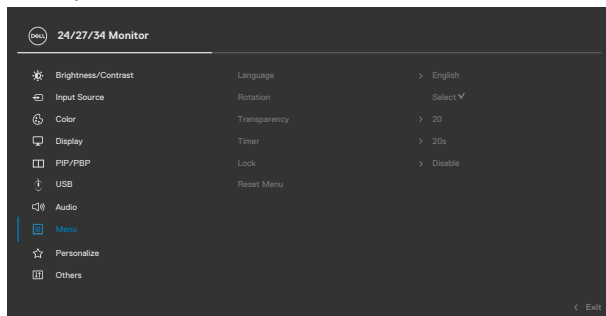 DELL 24/27/34 Monitor
Brightness/Contrast Language > English
Input Source Rotation Select ✓
Color Transparency > 20
Display Timer > 20s
PIP/PBP Lock > Disable
USB Reset Menu
Audio
Menu
Personalize
Others
< Exit